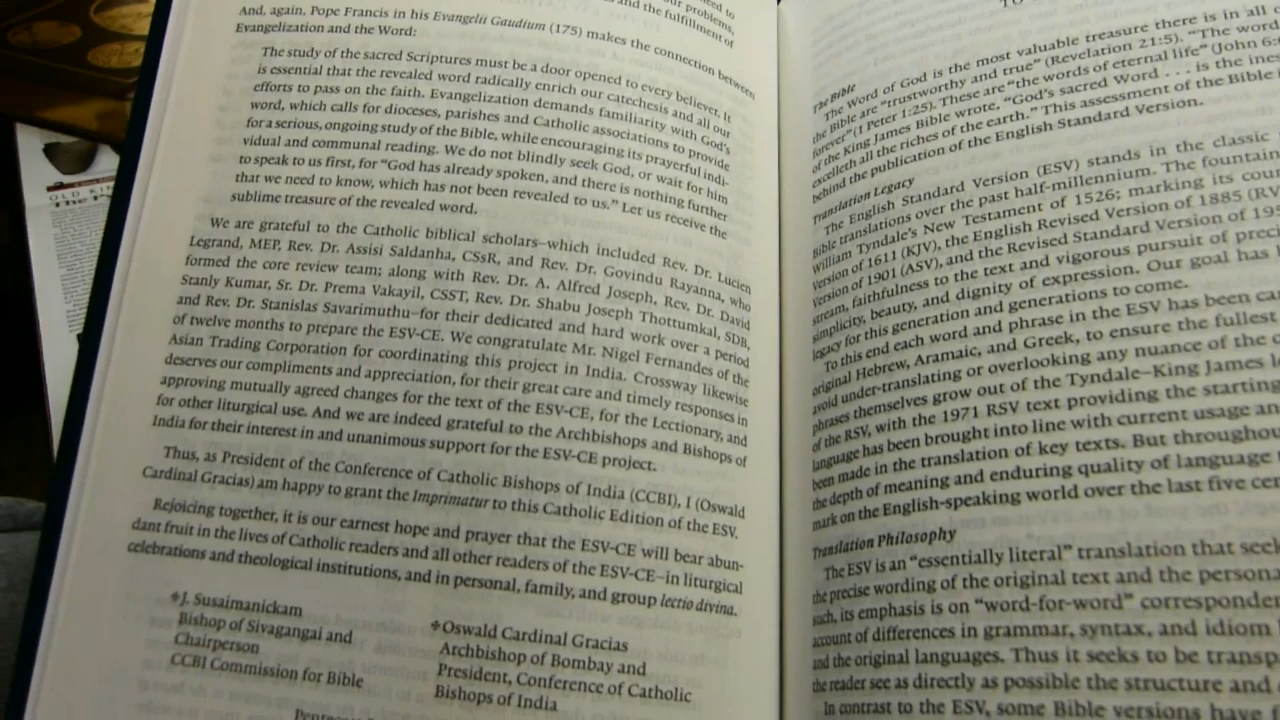 need to
our problems,
and the fulfillment of
And, again, Pope Francis in his Evangelii Gaudium (175) makes the connection between
Evangelization and the Word:
The study of the sacred Scriptures must be a door opened to every believer. It
is essential that the revealed word radically enrich our catechesis and all our
efforts to pass on the faith. Evangelization demands familiarity with God's
word, which calls for dioceses, parishes and Catholic associations to provide
for a serious, ongoing study of the Bible, while encouraging its prayerful indi-
vidual and communal reading. We do not blindly seek God, or wait for him
to speak to us first, for "God has already spoken, and there is nothing further
that we need to know, which has not been revealed to us." Let us receive the
sublime treasure of the revealed word.
We are grateful to the Catholic biblical scholars—which included Rev. Dr. Lucien
Legrand, MEP, Rev. Dr. Assisi Saldanha, CSsR, and Rev. Dr. Govindu Rayanna, who
formed the core review team; along with Rev. Dr. A. Alfred Joseph, Rev. Dr. David
Stanly Kumar, Sr. Dr. Prema Vakayil, CSST, Rev. Dr. Shabu Joseph Thottumkal, SDB,
and Rev. Dr. Stanislas Savarimuthu—for their dedicated and hard work over a period
of twelve months to prepare the ESV-CE. We congratulate Mr. Nigel Fernandes of the
Asian Trading Corporation for coordinating this project in India. Crossway likewise
deserves our compliments and appreciation, for their great care and timely responses in
approving mutually agreed changes for the text of the ESV-CE, for the Lectionary, and
for other liturgical use. And we are indeed grateful to the Archbishops and Bishops of
India for their interest in and unanimous support for the ESV-CE project.
Thus, as President of the Conference of Catholic Bishops of India (CCBI), I (Oswald
Cardinal Gracias) am happy to grant the Imprimatur to this Catholic Edition of the ESV.
Rejoicing together, it is our earnest hope and prayer that the ESV-CE will bear abun-
dant fruit in the lives of Catholic readers and all other readers of the ESV-CE—in liturgical
celebrations and theological institutions, and in personal, family, and group lectio divina.
✠J. Susaimanickam
Bishop of Sivagangai and
Chairperson
CCBI Commission for Bible
✠Oswald Cardinal Gracias
Archbishop of Bombay and
President, Conference of Catholic
Bishops of India
The Bible
The Word of God is the most valuable treasure there is in all
the Bible are "trustworthy and true" (Revelation 21:5). "The word
forever" (1 Peter 1:25). These are "the words of eternal life" (John 6:
of the King James Bible wrote, "God's sacred Word . . . is the
excelleth all the riches of the earth." This assessment of the Bible
behind the publication of the English Standard Version.
Translation Legacy
The English Standard Version (ESV) stands in the classic
Bible translations over the past half-millennium. The fountain
William Tyndale's New Testament of 1526; marking its
Version of 1611 (KJV), the English Revised Version of 1885 (RV
Version of 1901 (ASV), and the Revised Standard Version of
stream, faithfulness to the text and vigorous pursuit of
simplicity, beauty, and dignity of expression. Our goal has
legacy for this generation and generations to come.
To this end each word and phrase in the ESV has been
original Hebrew, Aramaic, and Greek, to ensure the fullest
avoid under-translating or overlooking any nuance of the
phrases themselves grow out of the Tyndale–King James
of the RSV, with the 1971 RSV text providing the starting
language has been brought into line with current usage
been made in the translation of key texts. But throughout
the depth of meaning and enduring quality of language
mark on the English-speaking world over the last five
Translation Philosophy
The ESV is an "essentially literal" translation that
the precise wording of the original text and the
such, its emphasis is on "word-for-word"
account of differences in grammar, syntax, and idiom
and the original languages. Thus it seeks to be
the reader see as directly as possible the structure and
In contrast to the ESV, some Bible versions have